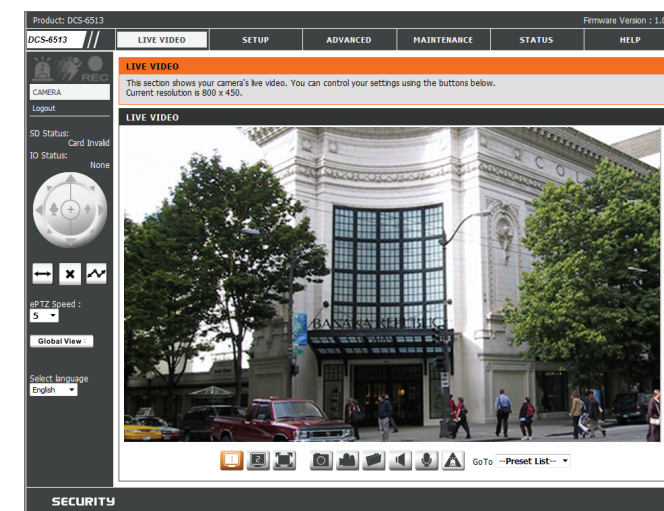 Product: DCS-6513
Firmware Version : 1.0
DCS-6513
LIVE VIDEO
SETUP
ADVANCED
MAINTENANCE
STATUS
HELP
REC
CAMERA
Logout
SD Status:
Card Invalid
IO Status:
None
ePTZ Speed :
5
Global View
Select language
English
LIVE VIDEO
This section shows your camera's live video. You can control your settings using the buttons below.
Current resolution is 800 x 450.
LIVE VIDEO
COL
BANANA REPUBLIC
1
2
GoTo
--Preset List--
SECURITY